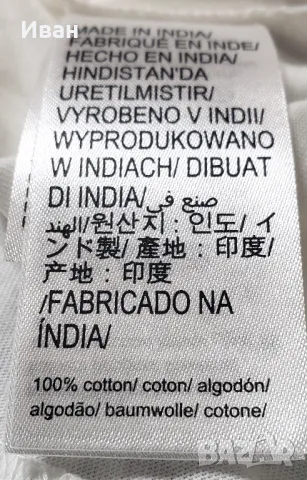 Иван
MADE IN INDIA/
FABRIQUÉ EN INDE/
HECHO EN INDIA/
HINDISTAN'DA
URETILMISTIR/
VYROBENO V INDII/
WYPRODUKOWANO
W INDIACH/ DIBUAT
DI INDIA/صنع في
الهند/원산지 : 인도/ イ
ンド製/ 產地 : 印度/
产地 : 印度
/FABRICADO NA
ÍNDIA/
100% cotton/ coton/ algodón/
algodão/ baumwolle/ cotone/
BAZAR